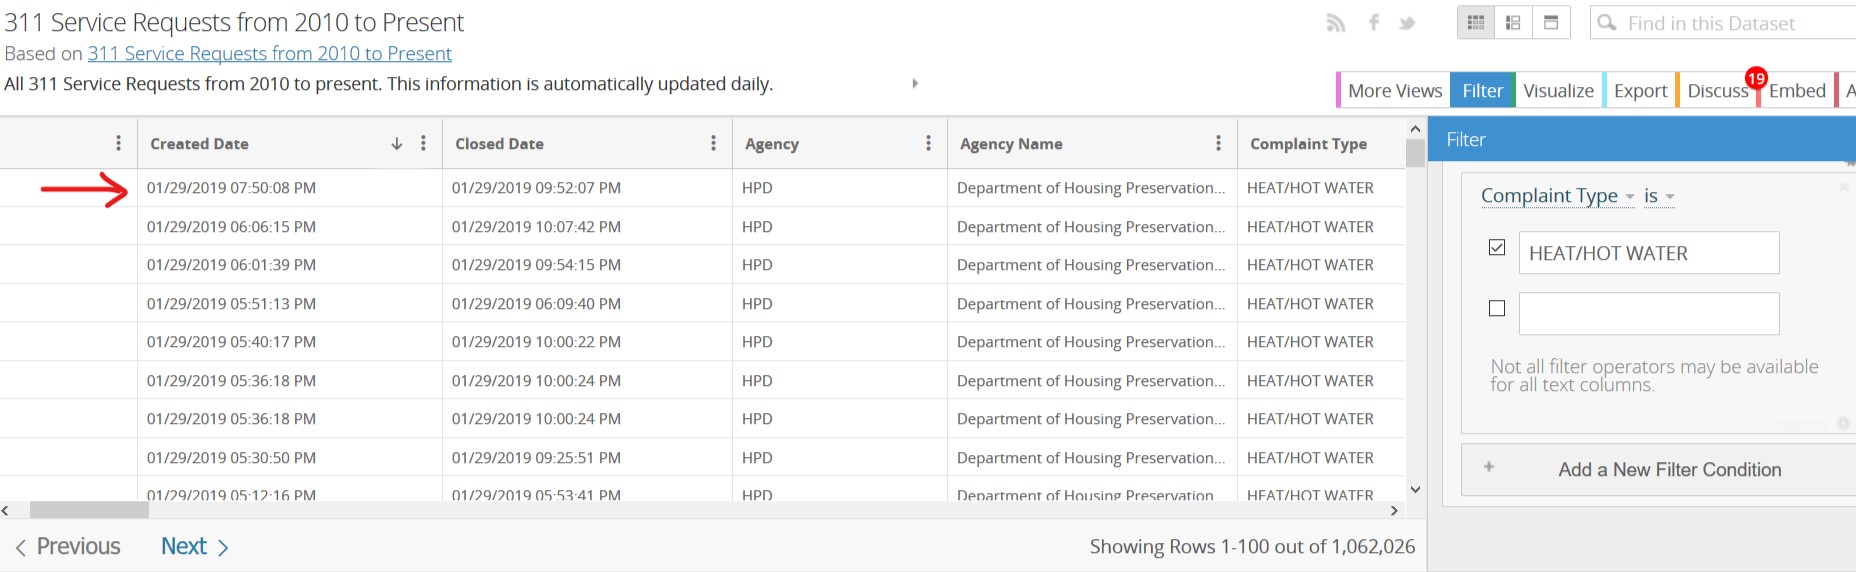 311 Service Requests from 2010 to Present
Based on 311 Service Requests from 2010 to Present
All 311 Service Requests from 2010 to present. This information is automatically updated daily.
Find in this Dataset
More Views Filter Visualize Export Discuss 19 Embed A
Created Date Closed Date Agency Agency Name Complaint Type
01/29/2019 07:50:08 PM 01/29/2019 09:52:07 PM HPD Department of Housing Preservation... HEAT/HOT WATER
01/29/2019 06:06:15 PM 01/29/2019 10:07:42 PM HPD Department of Housing Preservation... HEAT/HOT WATER
01/29/2019 06:01:39 PM 01/29/2019 09:54:15 PM HPD Department of Housing Preservation... HEAT/HOT WATER
01/29/2019 05:51:13 PM 01/29/2019 06:09:40 PM HPD Department of Housing Preservation... HEAT/HOT WATER
01/29/2019 05:40:17 PM 01/29/2019 10:00:22 PM HPD Department of Housing Preservation... HEAT/HOT WATER
01/29/2019 05:36:18 PM 01/29/2019 10:00:24 PM HPD Department of Housing Preservation... HEAT/HOT WATER
01/29/2019 05:36:18 PM 01/29/2019 10:00:24 PM HPD Department of Housing Preservation... HEAT/HOT WATER
01/29/2019 05:30:50 PM 01/29/2019 09:25:51 PM HPD Department of Housing Preservation... HEAT/HOT WATER
01/29/2019 05:12:16 PM 01/29/2019 05:53:41 PM HPD Department of Housing Preservation HEAT/HOT WATER
Previous Next Showing Rows 1-100 out of 1,062,026
Filter
Complaint Type is
HEAT/HOT WATER
Not all filter operators may be available
for all text columns.
options
+ Add a New Filter Condition